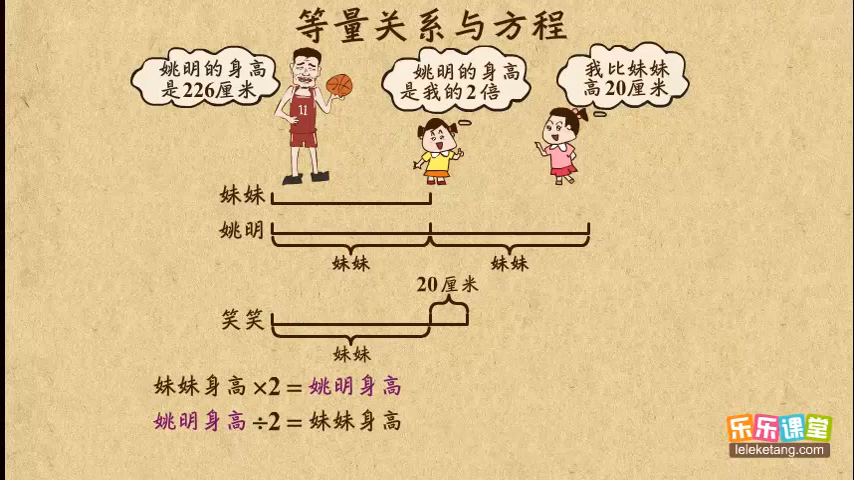 等量关系与方程
姚明的身高
是226厘米
姚明的身高
是我的2倍
我比妹妹
高20厘米
11
妹妹
姚明
妹妹 妹妹
20厘米
笑笑
妹妹
妹妹身高×2=姚明身高
姚明身高÷2=妹妹身高
乐乐课堂
leleketang.com